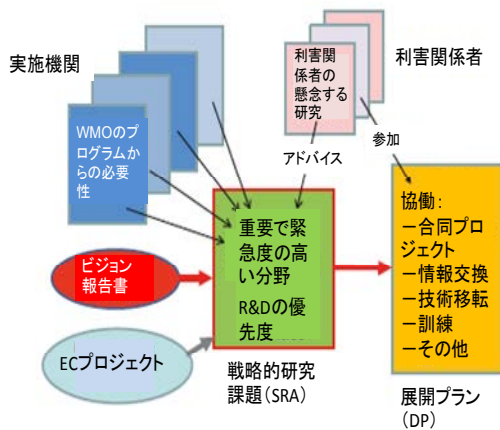 実施機関
利害関係者
利害関
係者の
懸念する
研究
WMOのプ
ログラムか
らの必要
性
アドバイス
参加
重要で緊
急度の高
い分野
R&Dの優
先度
協働：
－合同プロ
ジェクト
－情報交換
－技術移転
－訓練
－その他
ビジョン
報告書
ECプロジェクト
戦略的研究
課題（SRA）
展開プラン
（DP）